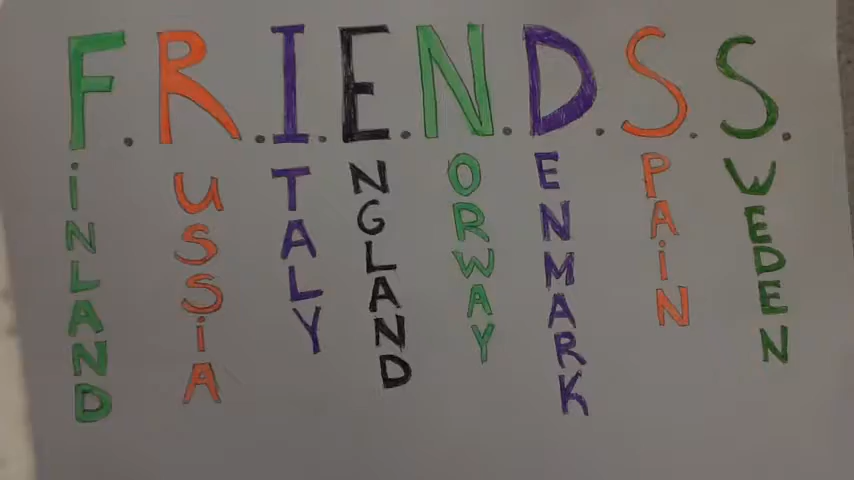 F.R.I.E.N.D.S S.
iNLAND
USSiA
TALY
NGLAND
ORWAY
ENMARK
PAiN
WEDEN